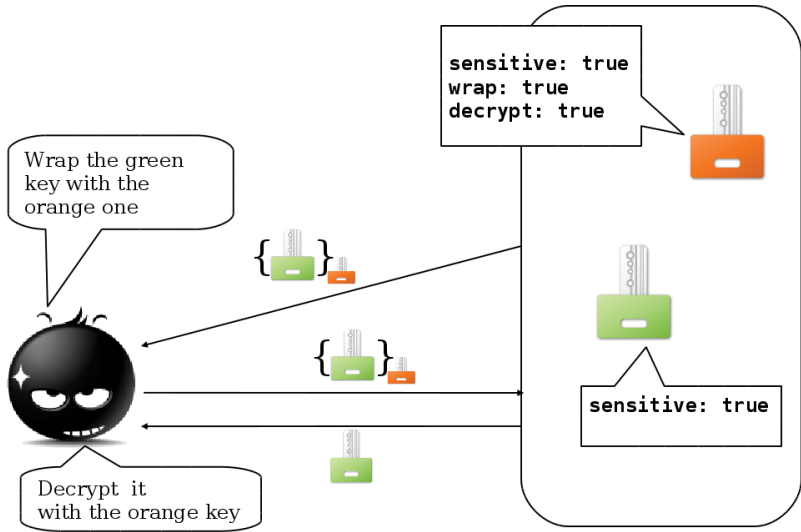 sensitive: true
wrap: true
decrypt: true
Wrap the green
key with the
orange one
{ }
{ }
sensitive: true
Decrypt it
with the orange key